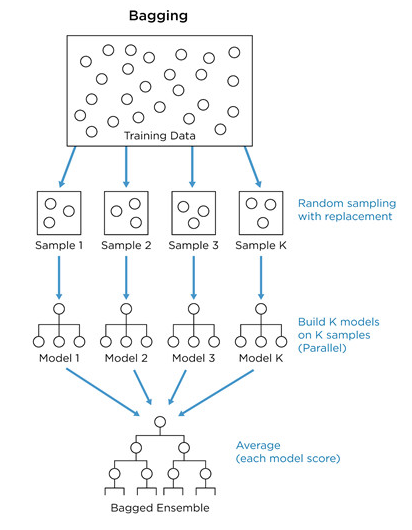 Bagging
Training Data
Random sampling
with replacement
Sample 1 Sample 2 Sample 3 Sample K
Build K models
on K samples
(Parallel)
Model 1 Model 2 Model 3 Model K
Average
(each model score)
Bagged Ensemble